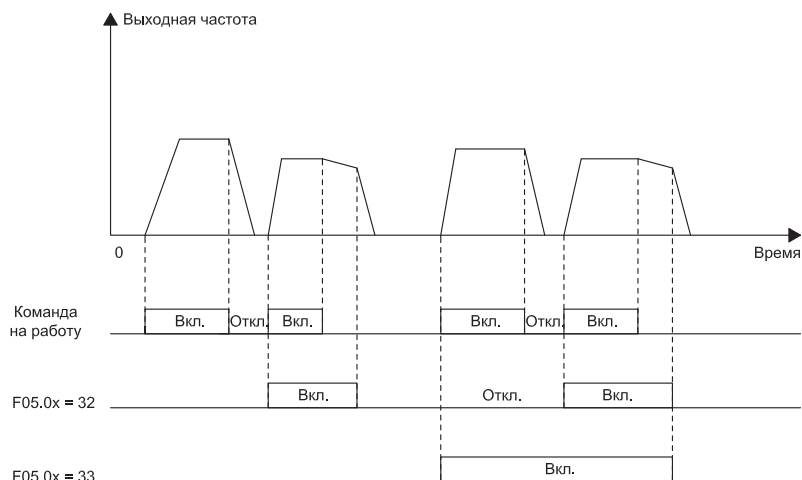 Выходная частота
0
Время
Команда
на работу
Вкл.
Откл.
Вкл.
Вкл.
Откл.
Вкл.
F05.0x = 32
Вкл.
Откл.
Вкл.
F05.0x = 33
Вкл.